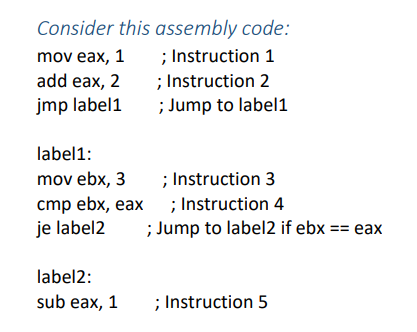 Consider this assembly code:
mov eax, 1 ; Instruction 1
add eax, 2 ; Instruction 2
jmp label1 ; Jump to label1
label1:
mov ebx, 3 ; Instruction 3
cmp ebx, eax ; Instruction 4
je label2 ; Jump to label2 if ebx == eax
label2:
sub eax, 1 ; Instruction 5